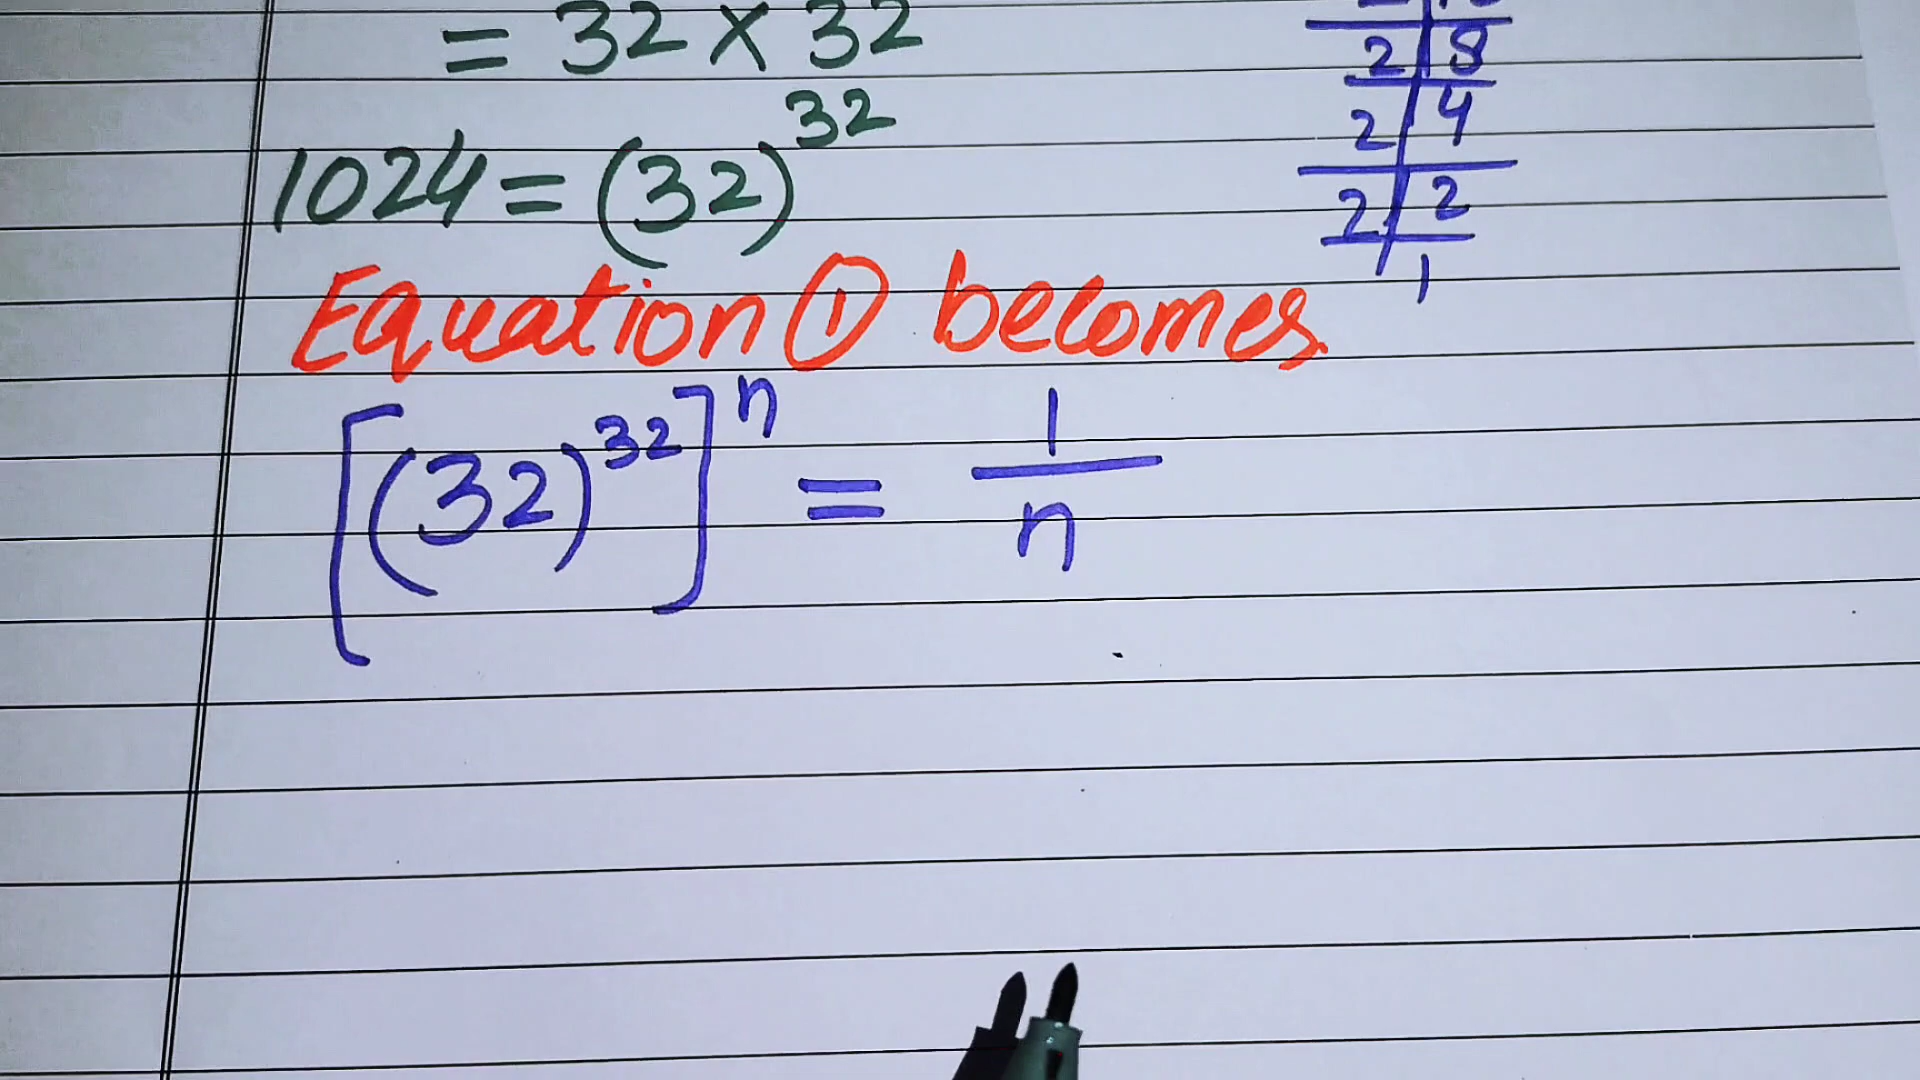 = 32 × 32
1024 = (32)^32
Equation ① becomes
[(32)^32]^n = 1/n
2 | 8
2 | 4
2 | 2
1